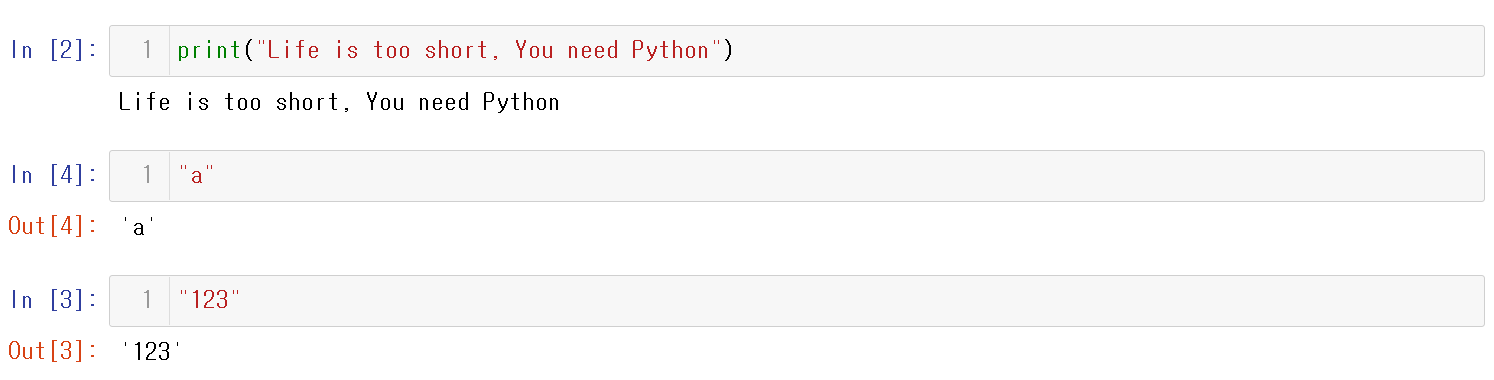 In [2]: 1 print("Life is too short, You need Python")
Life is too short, You need Python
In [4]: 1 "a"
Out[4]: 'a'
In [3]: 1 "123"
Out[3]: '123'